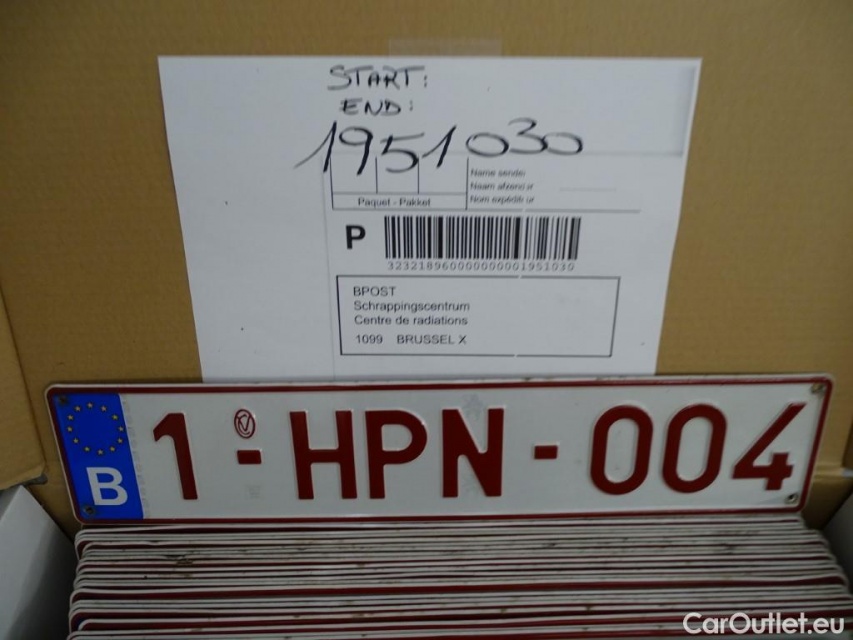 START:
END:
1951030
Name sender
Naam afzender
Nom expéditeur
Paquet - Pakket
P
323218960000000001951030
BPOST
Schrappingscentrum
Centre de radiations
1099 BRUSSEL X
B 1-HPN-004
CarOutlet.eu